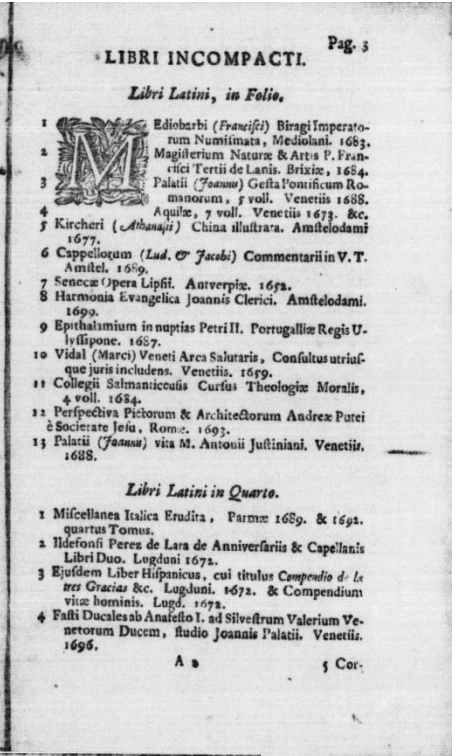 Pag. 3
LIBRI INCOMPACTI.
Libri Latini, in Folio.
1 MEdiobarbi (Franciſci) Biragi Imperato-
rum Numiſmata, Mediolani. 1683.
2 Magiſterium Naturæ & Artis P. Fran-
ciſci Tertii de Lanis. Brixiæ, 1684.
3 Palatii (Joannis) Geſta Pontificum Ro-
manorum, 5 voll. Venetiis 1688.
4 Aquilæ, 7 voll. Venetiis 1673. &c.
5 Kircheri (Athanaſii) China illuſtrata. Amſtelodami
1677.
6 Cappellorum (Lud. & Jacobi) Commentarii in V. T.
Amſtel. 1689.
7 Senecæ Opera Lipſii. Antverpiæ. 1652.
8 Harmonia Evangelica Joannis Clerici. Amſtelodami.
1699.
9 Epithalamium in nuptias Petri II. Portugalliæ Regis U-
lyſſipone. 1687.
10 Vidal (Marci) Veneti Arca Salutaris, Conſultus utriuſ-
que juris includens. Venetiis. 1659.
11 Collegii Salmanticeuſis Curſus Theologiæ Moralis,
4 voll. 1684.
12 Perſpectiva Pictorum & Architectorum Andreæ Putei
è Societate Jeſu, Romæ. 1693.
13 Palatii (Joannis) vita M. Antouii Juſtiniani. Venetiis.
1688.
Libri Latini in Quarto.
1 Miſcellanea Italica Erudita, Parmæ 1689. & 1692.
quartus Tomus.
2 Ildefonſi Perez de Lara de Anniverſariis & Capellanis
Libri Duo. Lugduni 1672.
3 Ejuſdem Liber Hiſpanicus, cui titulus Compendio de la
tres Gracias &c. Lugduni. 1672. & Compendium
vitæ hominis. Lugd. 1672.
4 Faſti Ducales ab Anafeſto I. ad Silveſtrum Valerium Ve-
netorum Ducem, ſtudio Joannis Palatii. Venetiis.
1696.
A 2 5 Cor-